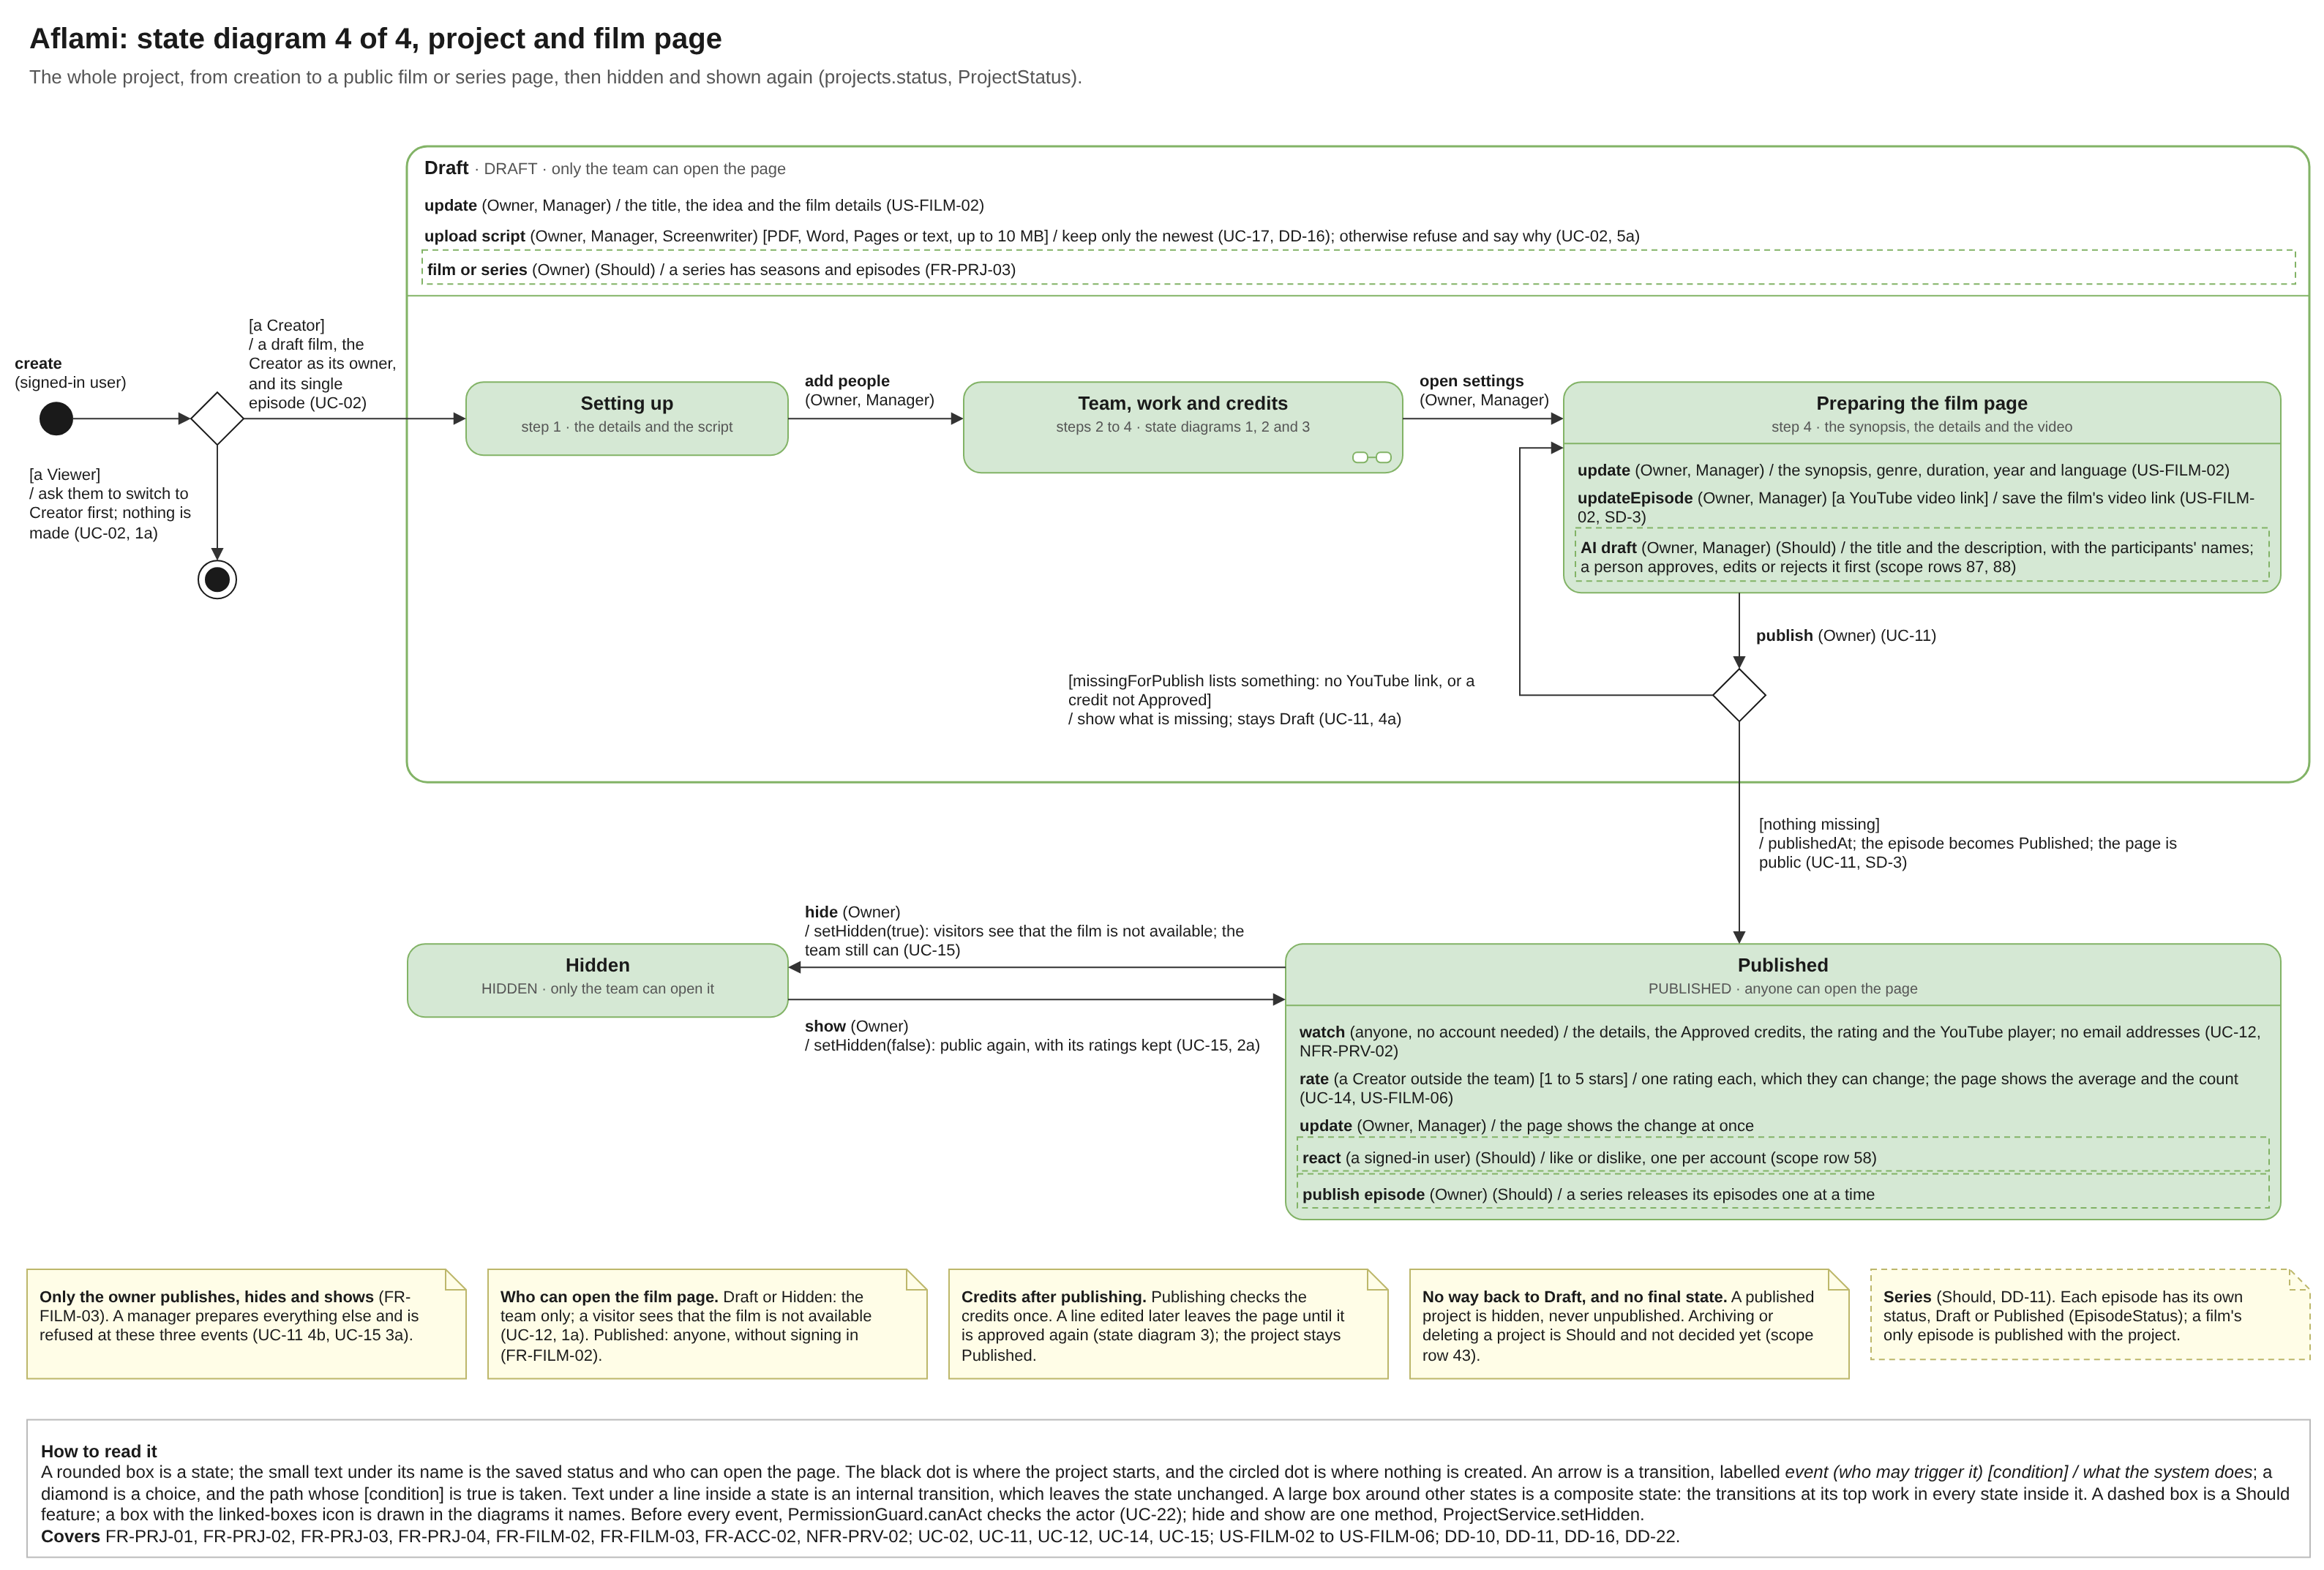 Aflami: state diagram 4 of 4, project and film page
The whole project, from creation to a public film or series page, then hidden and shown again (projects.status, ProjectStatus).
Draft · DRAFT · only the team can open the page
update (Owner, Manager) / the title, the idea and the film details (US-FILM-02)
upload script (Owner, Manager, Screenwriter) [PDF, Word, Pages or text, up to 10 MB] / keep only the newest (UC-17, DD-16); otherwise refuse and say why (UC-02, 5a)
film or series (Owner) (Should) / a series has seasons and episodes (FR-PRJ-03)
create
(signed-in user)
[a Creator]
/ a draft film, the
Creator as its owner,
and its single
episode (UC-02)
[a Viewer]
/ ask them to switch to
Creator first; nothing is
made (UC-02, 1a)
Setting up
step 1 · the details and the script
add people
(Owner, Manager)
Team, work and credits
steps 2 to 4 · state diagrams 1, 2 and 3
open settings
(Owner, Manager)
Preparing the film page
step 4 · the synopsis, the details and the video
update (Owner, Manager) / the synopsis, genre, duration, year and language (US-FILM-02)
updateEpisode (Owner, Manager) [a YouTube video link] / save the film's video link (US-FILM-
02, SD-3)
AI draft (Owner, Manager) (Should) / the title and the description, with the participants' names;
a person approves, edits or rejects it first (scope rows 87, 88)
publish (Owner) (UC-11)
[missingForPublish lists something: no YouTube link, or a
credit not Approved]
/ show what is missing; stays Draft (UC-11, 4a)
[nothing missing]
/ publishedAt; the episode becomes Published; the page is
public (UC-11, SD-3)
hide (Owner)
/ setHidden(true): visitors see that the film is not available; the
team still can (UC-15)
Hidden
HIDDEN · only the team can open it
show (Owner)
/ setHidden(false): public again, with its ratings kept (UC-15, 2a)
Published
PUBLISHED · anyone can open the page
watch (anyone, no account needed) / the details, the Approved credits, the rating and the YouTube player; no email addresses (UC-12,
NFR-PRV-02)
rate (a Creator outside the team) [1 to 5 stars] / one rating each, which they can change; the page shows the average and the count
(UC-14, US-FILM-06)
update (Owner, Manager) / the page shows the change at once
react (a signed-in user) (Should) / like or dislike, one per account (scope row 58)
publish episode (Owner) (Should) / a series releases its episodes one at a time
Only the owner publishes, hides and shows (FR-
FILM-03). A manager prepares everything else and is
refused at these three events (UC-11 4b, UC-15 3a).
Who can open the film page. Draft or Hidden: the
team only; a visitor sees that the film is not available
(UC-12, 1a). Published: anyone, without signing in
(FR-FILM-02).
Credits after publishing. Publishing checks the
credits once. A line edited later leaves the page until it
is approved again (state diagram 3); the project stays
Published.
No way back to Draft, and no final state. A published
project is hidden, never unpublished. Archiving or
deleting a project is Should and not decided yet (scope
row 43).
Series (Should, DD-11). Each episode has its own
status, Draft or Published (EpisodeStatus); a film's
only episode is published with the project.
How to read it
A rounded box is a state; the small text under its name is the saved status and who can open the page. The black dot is where the project starts, and the circled dot is where nothing is created. An arrow is a transition, labelled event (who may trigger it) [condition] / what the system does; a
diamond is a choice, and the path whose [condition] is true is taken. Text under a line inside a state is an internal transition, which leaves the state unchanged. A large box around other states is a composite state: the transitions at its top work in every state inside it. A dashed box is a Should
feature; a box with the linked-boxes icon is drawn in the diagrams it names. Before every event, PermissionGuard.canAct checks the actor (UC-22); hide and show are one method, ProjectService.setHidden.
Covers FR-PRJ-01, FR-PRJ-02, FR-PRJ-03, FR-PRJ-04, FR-FILM-02, FR-FILM-03, FR-ACC-02, NFR-PRV-02; UC-02, UC-11, UC-12, UC-14, UC-15; US-FILM-02 to US-FILM-06; DD-10, DD-11, DD-16, DD-22.